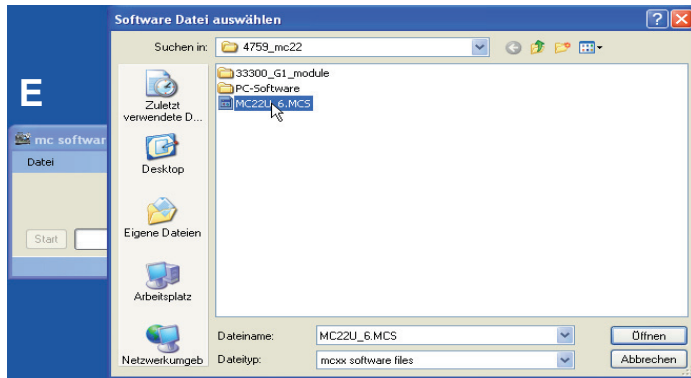 Software Datei auswählen
Suchen in:
4759_mc22
E
33300_G1_module
PC-Software
MC22U_6.MCS
Zuletzt
verwendete D...
Desktop
Eigene Dateien
Arbeitsplatz
Netzwerkumgeb
mc softwar
Datei
Start
Dateiname:
MC22U_6.MCS
Öffnen
Dateityp:
mcxx software files
Abbrechen